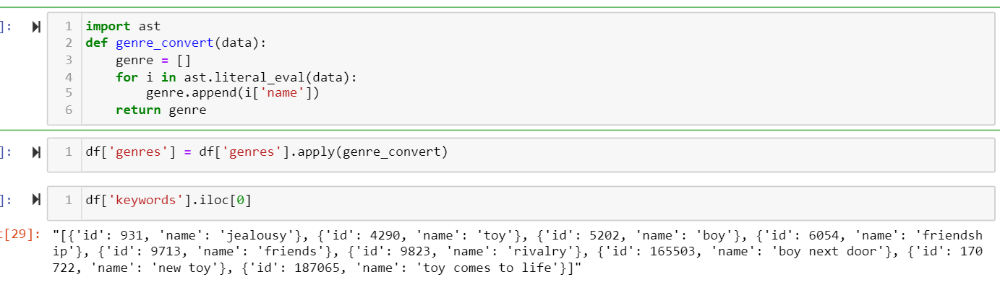 ]: 1 import ast
2 def genre_convert(data):
3     genre = []
4     for i in ast.literal_eval(data):
5         genre.append(i['name'])
6     return genre
]: 1 df['genres'] = df['genres'].apply(genre_convert)
]: 1 df['keywords'].iloc[0]
t[29]: "[{'id': 931, 'name': 'jealousy'}, {'id': 4290, 'name': 'toy'}, {'id': 5202, 'name': 'boy'}, {'id': 6054, 'name': 'friendsh
ip'}, {'id': 9713, 'name': 'friends'}, {'id': 9823, 'name': 'rivalry'}, {'id': 165503, 'name': 'boy next door'}, {'id': 170
722, 'name': 'new toy'}, {'id': 187065, 'name': 'toy comes to life'}]"